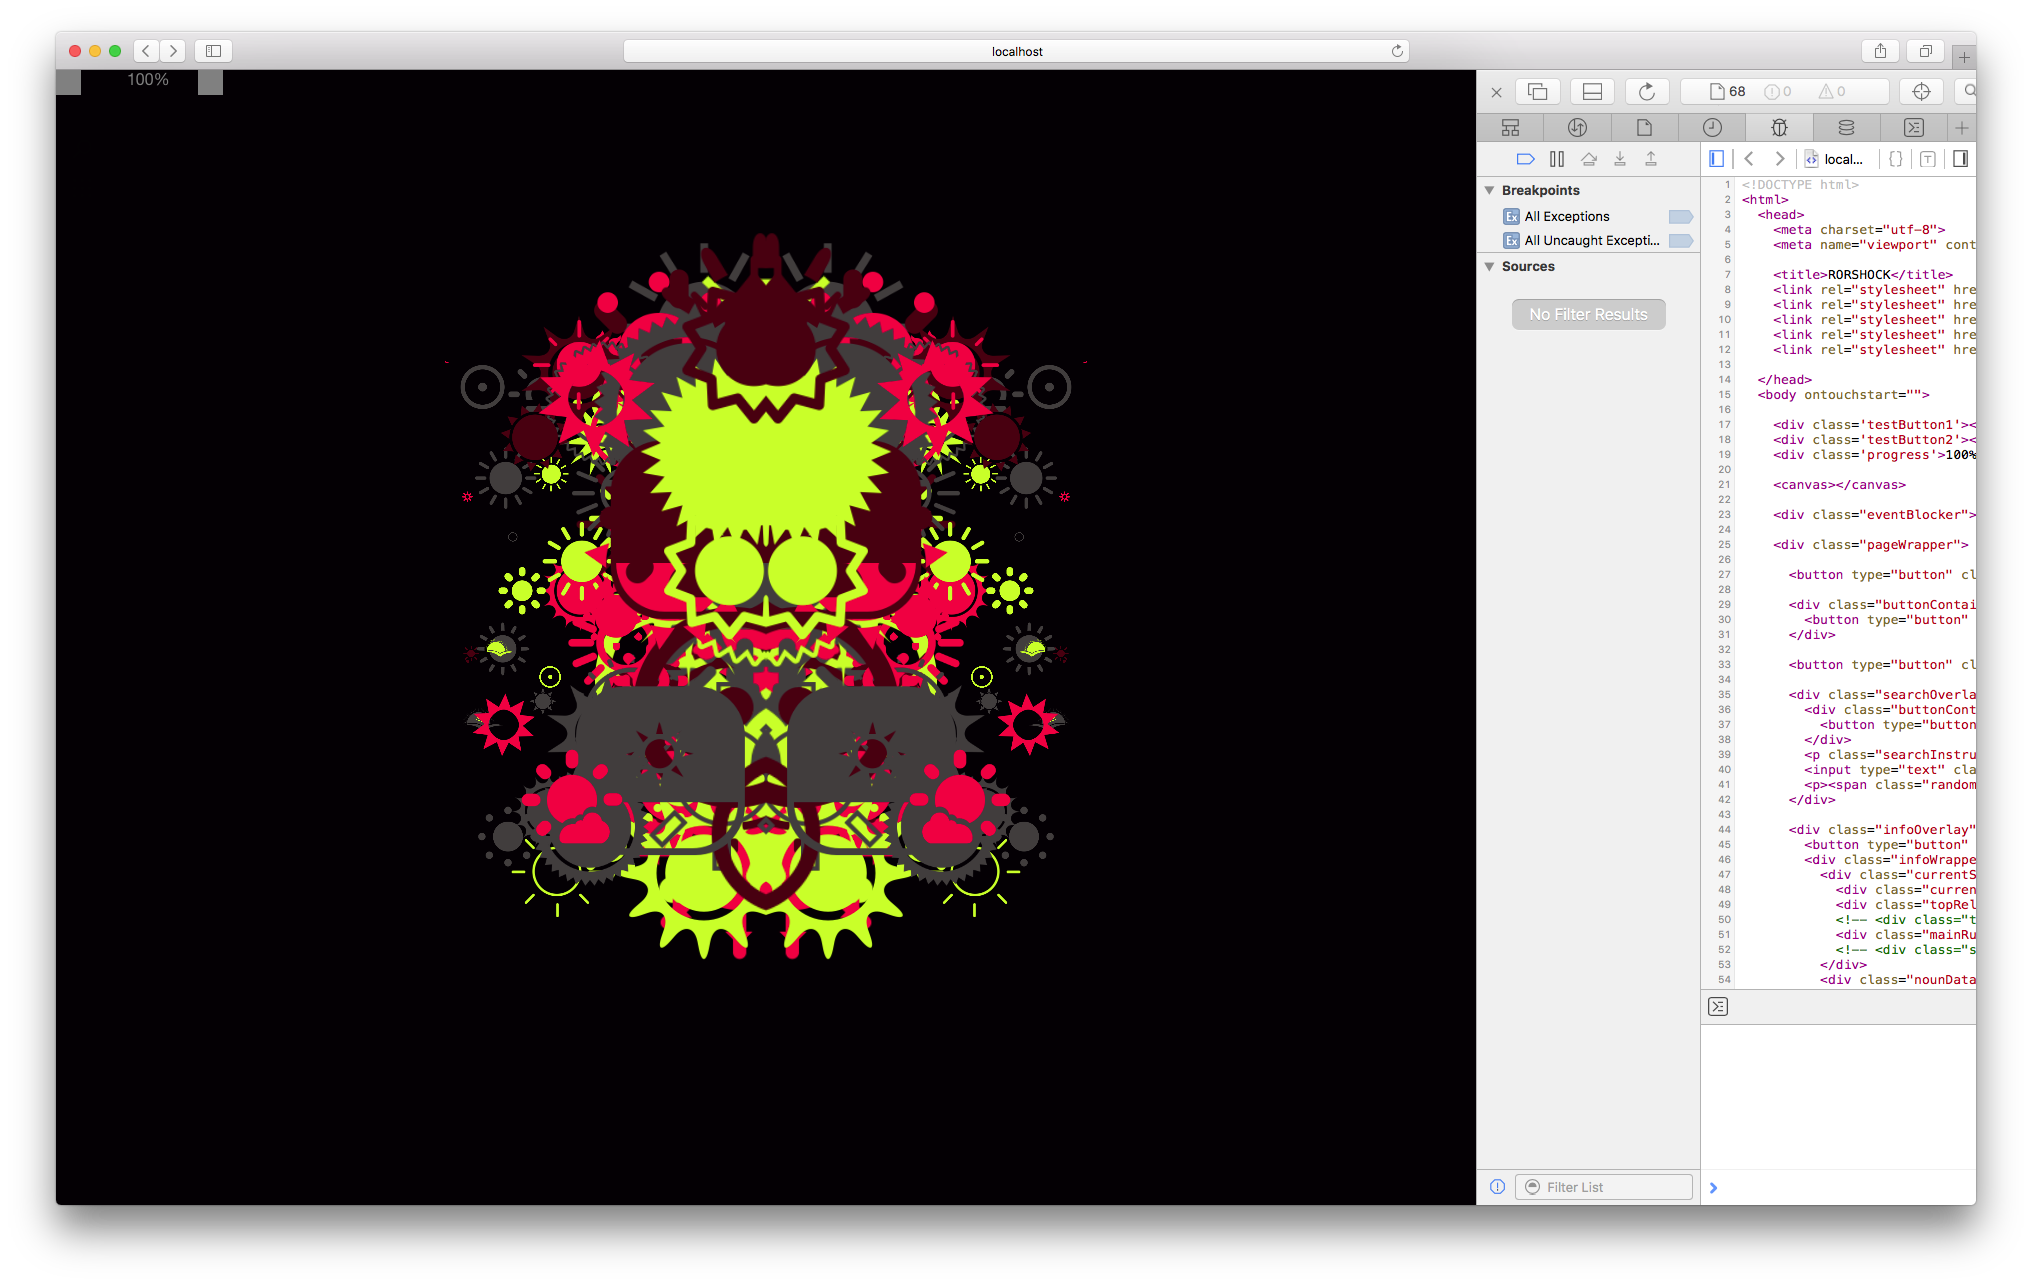 localhost
100%
68
0
0
local...
Breakpoints
Ex All Exceptions
Ex All Uncaught Excepti...
Sources
No Filter Results
1 <!DOCTYPE html>
2 <html>
3 <head>
4 <meta charset="utf-8">
5 <meta name="viewport" cont
6
7 <title>RORSHOCK</title>
8 <link rel="stylesheet" hre
9 <link rel="stylesheet" hre
10 <link rel="stylesheet" hre
11 <link rel="stylesheet" hre
12 <link rel="stylesheet" hre
13
14 </head>
15 <body ontouchstart="">
16
17 <div class='testButton1'><
18 <div class='testButton2'><
19 <div class='progress'>100%
20
21 <canvas></canvas>
22
23 <div class="eventBlocker">
24
25 <div class="pageWrapper">
26
27 <button type="button" cl
28
29 <div class="buttonContai
30 <button type="button"
31 </div>
32
33 <button type="button" cl
34
35 <div class="searchOverla
36 <div class="buttonCont
37 <button type="button
38 </div>
39 <p class="searchInstru
40 <input type="text" cla
41 <p><span class="random
42 </div>
43
44 <div class="infoOverlay"
45 <button type="button"
46 <div class="infoWrappe
47 <div class="currentS
48 <div class="curren
49 <div class="topRel
50 <!-- <div class="t
51 <div class="mainRu
52 <!-- <div class="s
53 </div>
54 <div class="nounData
Filter List